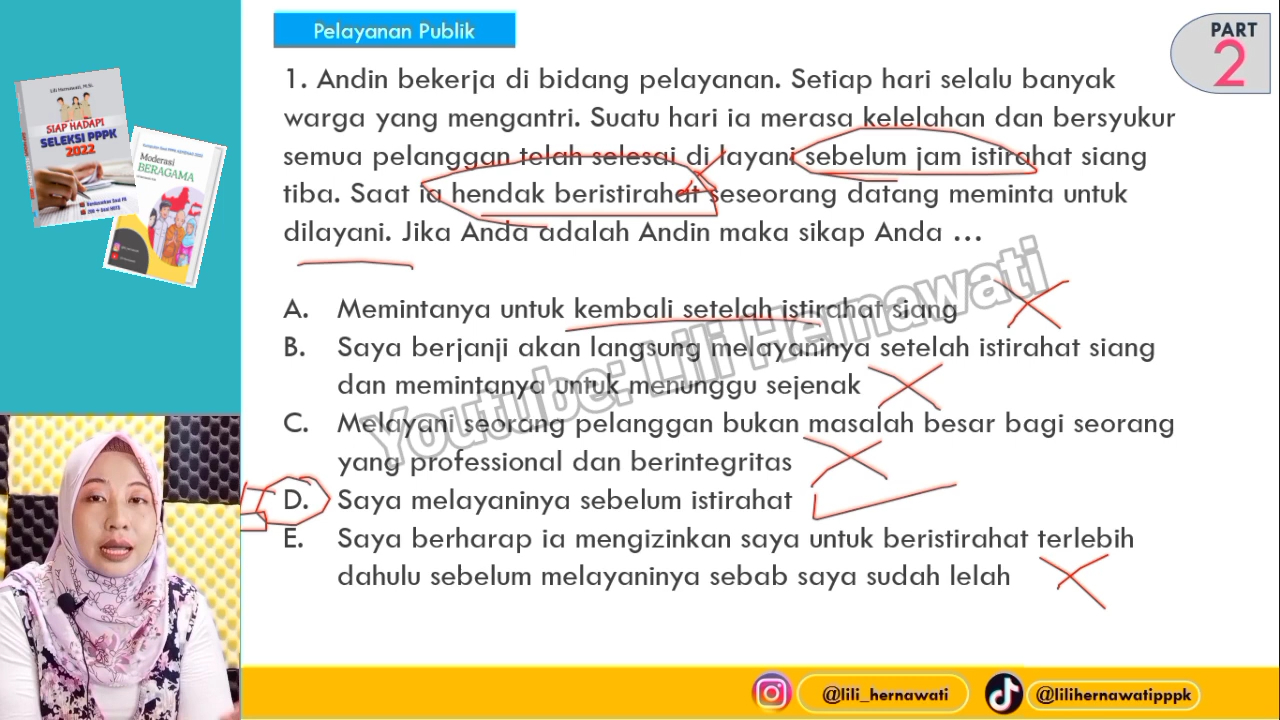 Pelayanan Publik
PART
2
1. Andin bekerja di bidang pelayanan. Setiap hari selalu banyak
warga yang mengantri. Suatu hari ia merasa kelelahan dan bersyukur
semua pelanggan telah selesai di layani sebelum jam istirahat siang
tiba. Saat ia hendak beristirahat seseorang datang meminta untuk
dilayani. Jika Anda adalah Andin maka sikap Anda …
A. Memintanya untuk kembali setelah istirahat siang
B. Saya berjanji akan langsung melayaninya setelah istirahat siang
dan memintanya untuk menunggu sejenak
C. Melayani seorang pelanggan bukan masalah besar bagi seorang
yang professional dan berintegritas
D. Saya melayaninya sebelum istirahat
E. Saya berharap ia mengizinkan saya untuk beristirahat terlebih
dahulu sebelum melayaninya sebab saya sudah lelah
Youtube: Lili Hernawati
Lili Hernawati, M.Si.
SIAP HADAPI
SELEKSI PPPK
2022
Moderasi
BERAGAMA
@lili_hernawati
@lilihernawatipppk